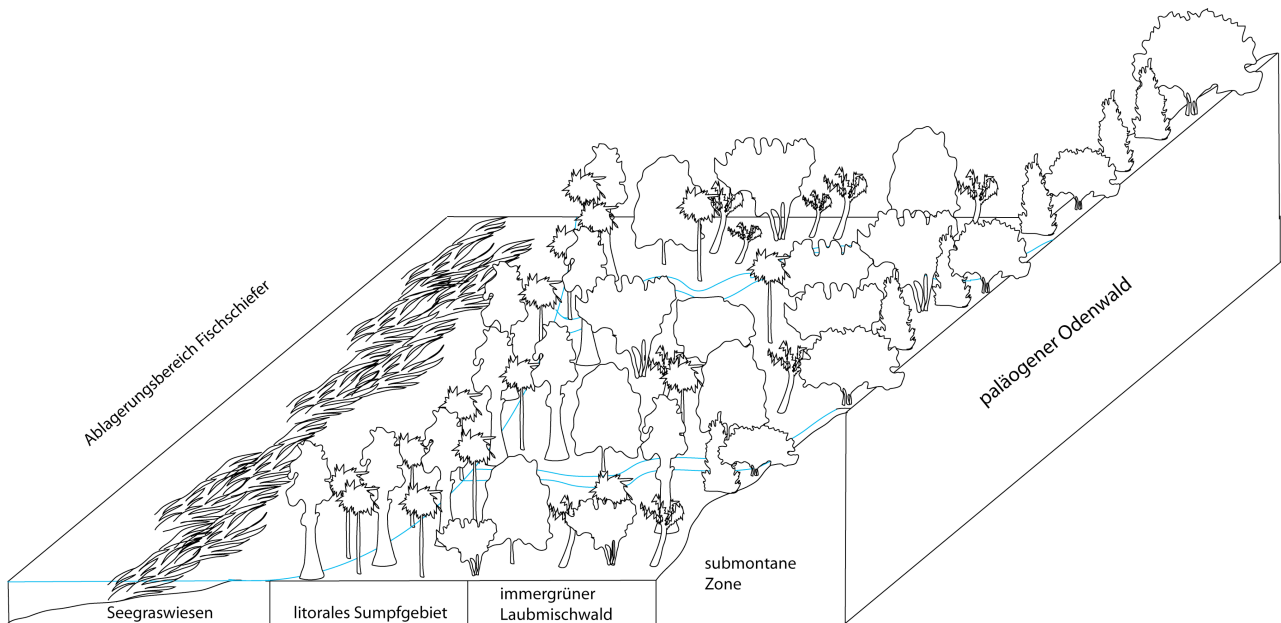 Ablagerungsbereich Fischschiefer
paläogener Odenwald
Seegraswiesen
litorales Sumpfgebiet
immergrüner
Laubmischwald
submontane
Zone